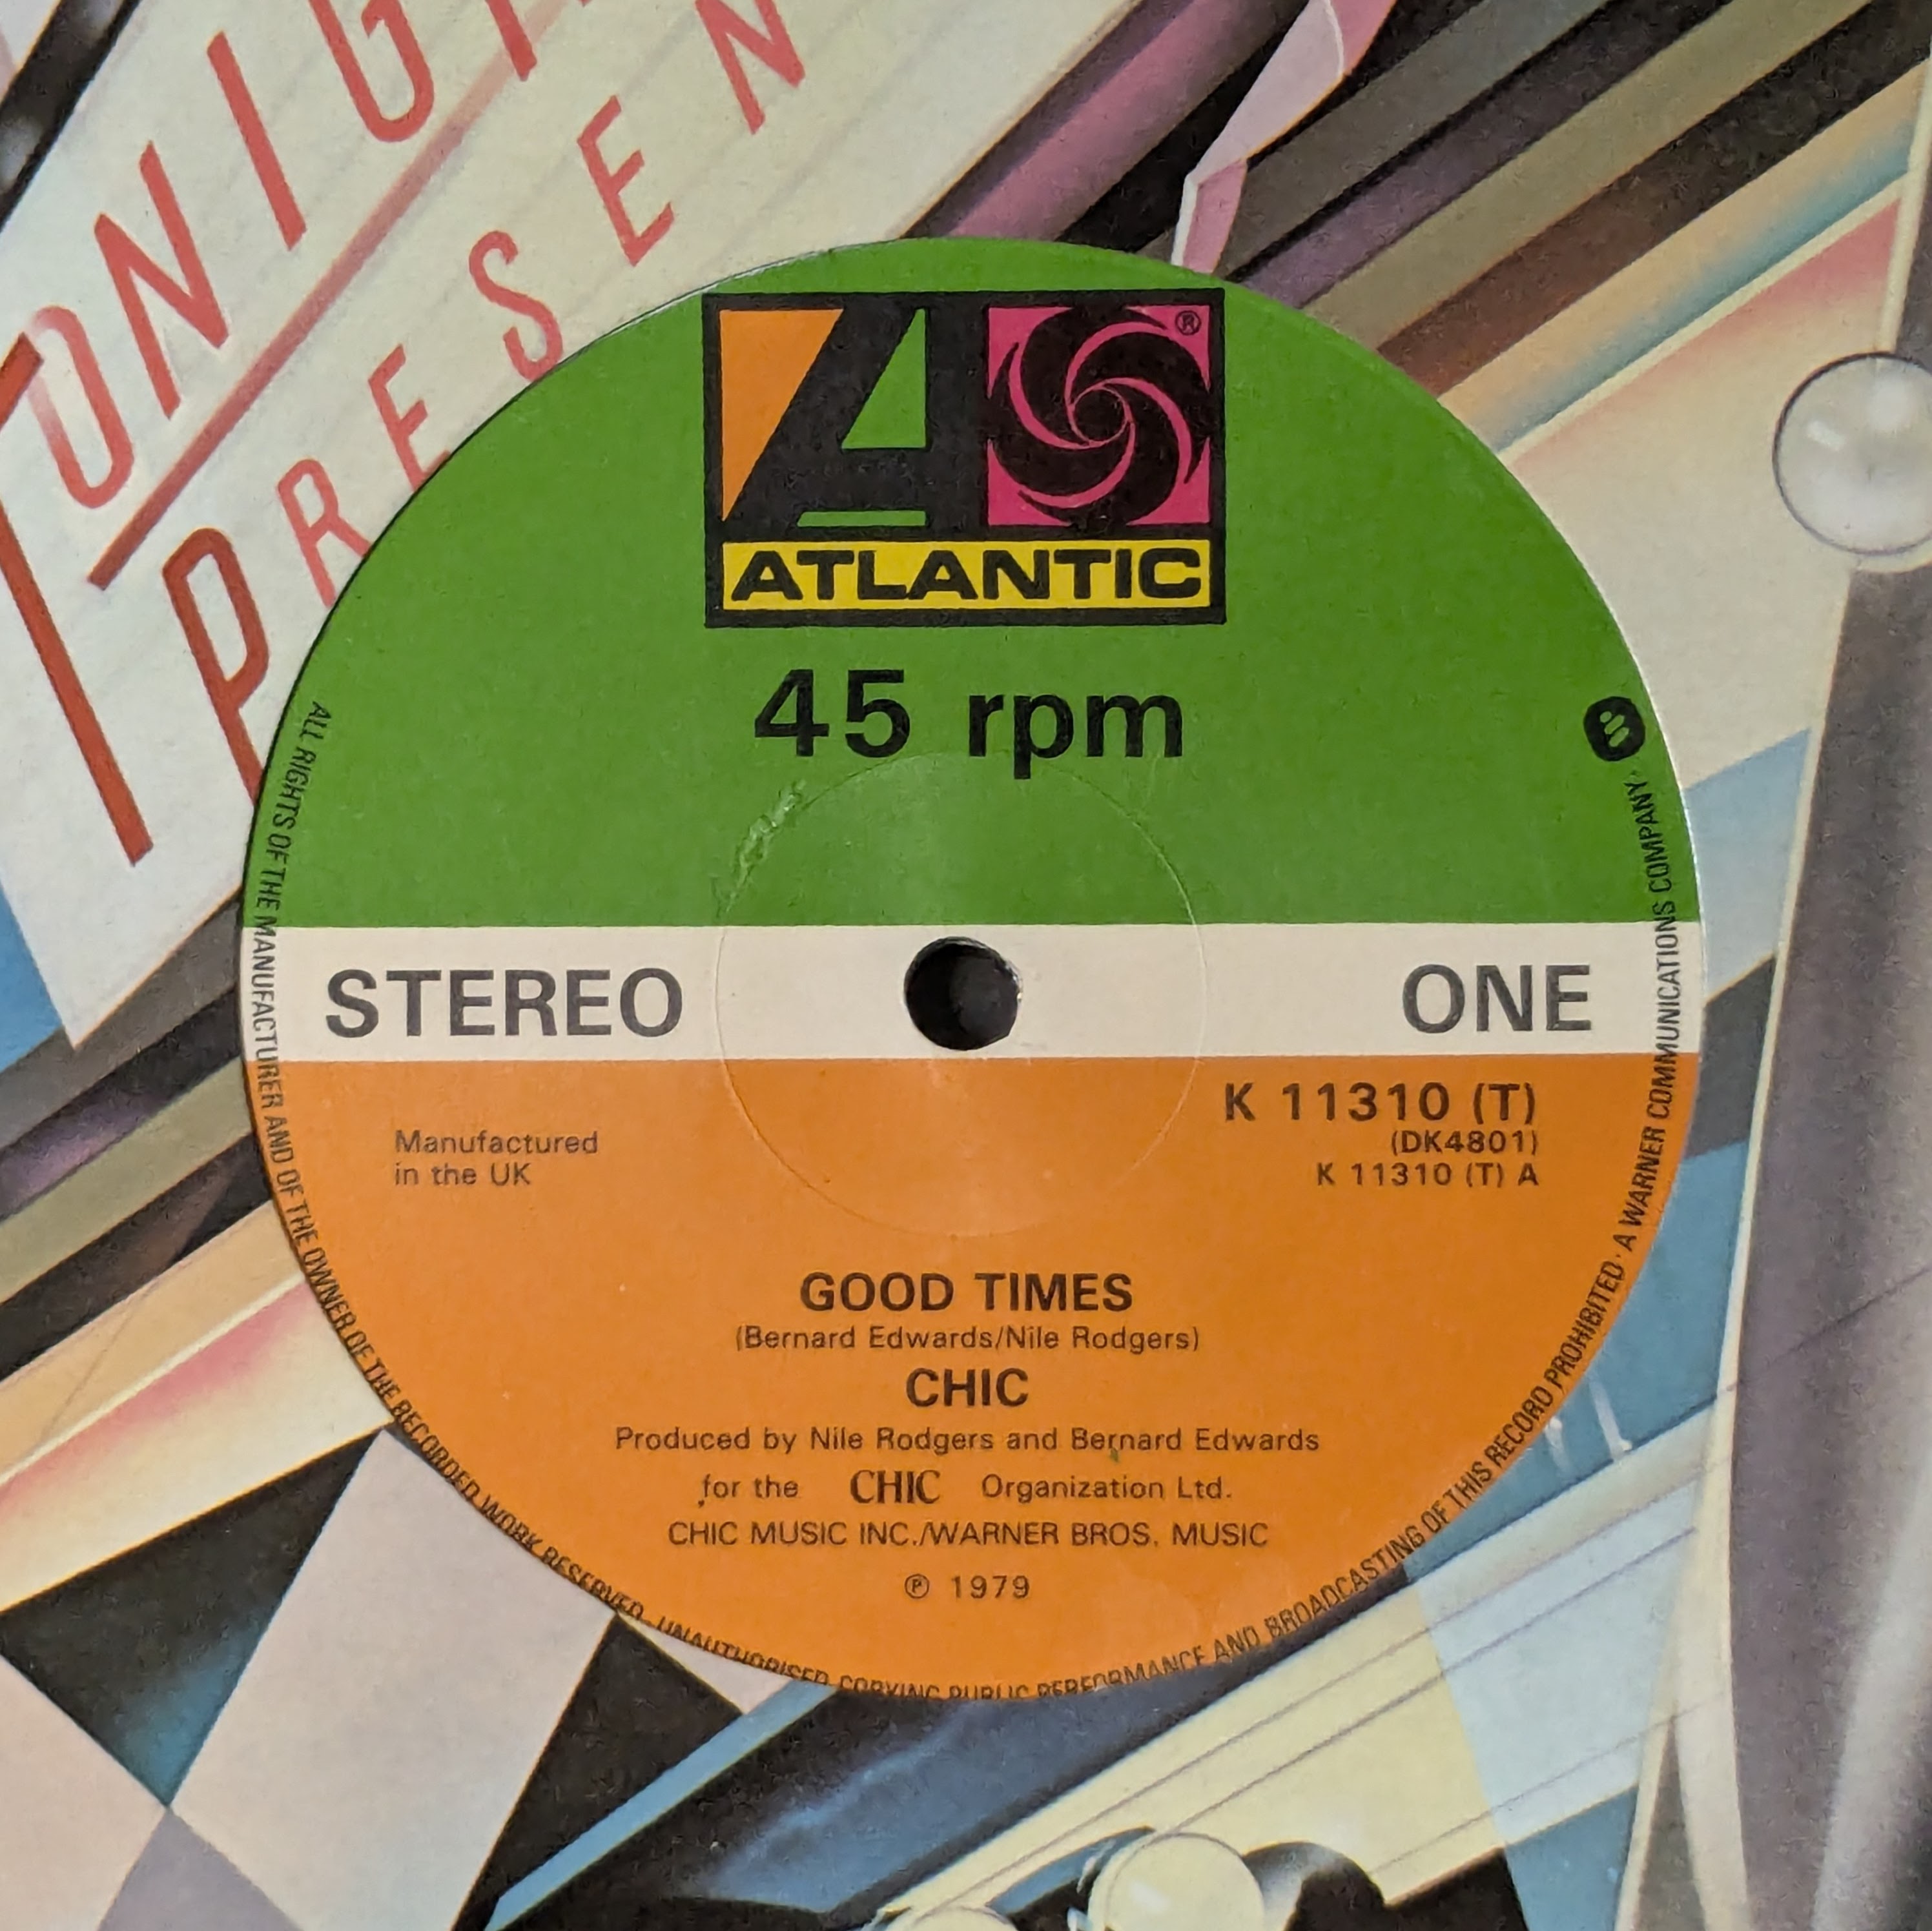 TONIGH
PRESEN
ATLANTIC
®
45 rpm
STEREO
ONE
K 11310 (T)
(DK4801)
K 11310 (T) A
Manufactured
in the UK
GOOD TIMES
(Bernard Edwards/Nile Rodgers)
CHIC
Produced by Nile Rodgers and Bernard Edwards
for the CHIC Organization Ltd.
CHIC MUSIC INC./WARNER BROS. MUSIC
℗ 1979
ALL RIGHTS OF THE MANUFACTURER AND OF THE OWNER OF THE RECORDED WORK RESERVED · UNAUTHORISED COPYING PUBLIC PERFORMANCE AND BROADCASTING OF THIS RECORD PROHIBITED · A WARNER COMMUNICATIONS COMPANY ·